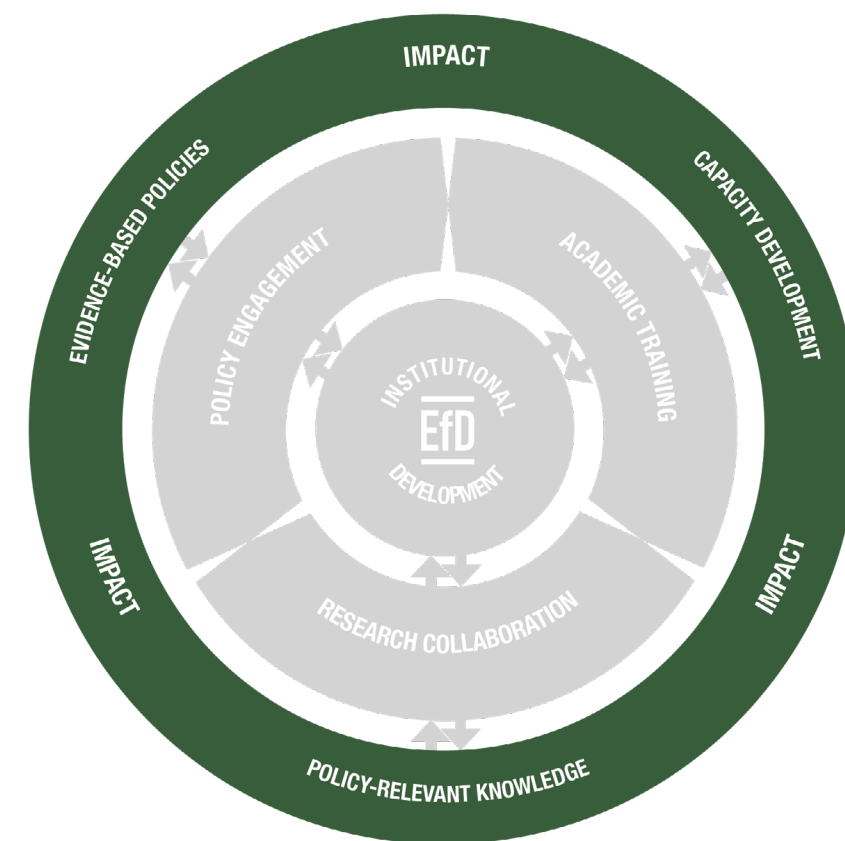 IMPACT
EVIDENCE-BASED POLICIES
CAPACITY DEVELOPMENT
POLICY ENGAGEMENT
ACADEMIC TRAINING
INSTITUTIONAL
EfD
DEVELOPMENT
IMPACT
IMPACT
RESEARCH COLLABORATION
POLICY-RELEVANT KNOWLEDGE